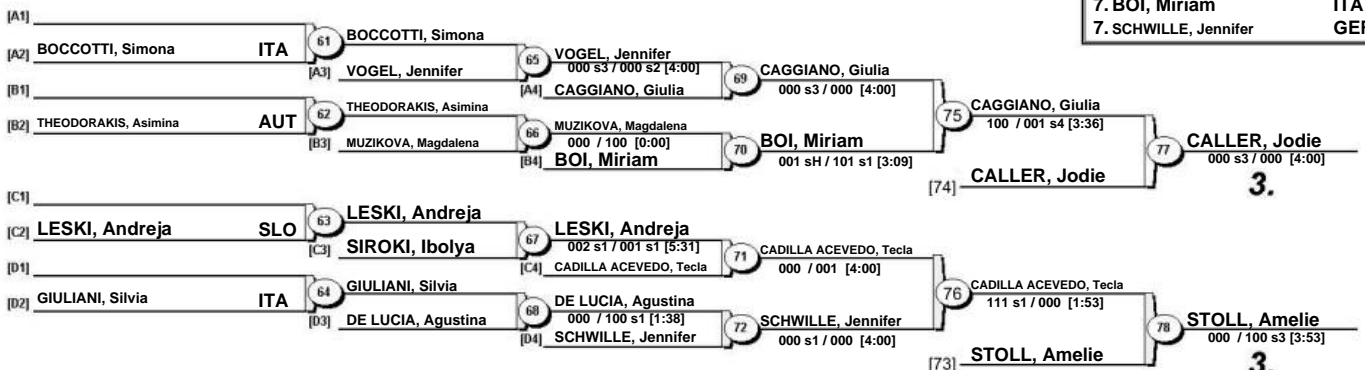 7. BOI, Miriam ITA
7. SCHWILLE, Jennifer GER
[A1]
[A2] BOCCOTTI, Simona ITA
61 BOCCOTTI, Simona
[A3] VOGEL, Jennifer
65 VOGEL, Jennifer
000 s3 / 000 s2 [4:00]
[A4] CAGGIANO, Giulia
69 CAGGIANO, Giulia
000 s3 / 000 [4:00]
[B1]
[B2] THEODORAKIS, Asimina AUT
62 THEODORAKIS, Asimina
[B3] MUZIKOVA, Magdalena
66 MUZIKOVA, Magdalena
000 / 100 [0:00]
[B4] BOI, Miriam
70 BOI, Miriam
001 sH / 101 s1 [3:09]
75 CAGGIANO, Giulia
100 / 001 s4 [3:36]
[74] CALLER, Jodie
77 CALLER, Jodie
000 s3 / 000 [4:00]
3.
[C1]
[C2] LESKI, Andreja SLO
63 LESKI, Andreja
[C3] SIROKI, Ibolya
67 LESKI, Andreja
002 s1 / 001 s1 [5:31]
[C4] CADILLA ACEVEDO, Tecla
71 CADILLA ACEVEDO, Tecla
000 / 001 [4:00]
[D1]
[D2] GIULIANI, Silvia ITA
64 GIULIANI, Silvia
[D3] DE LUCIA, Agustina
68 DE LUCIA, Agustina
000 / 100 s1 [1:38]
[D4] SCHWILLE, Jennifer
72 SCHWILLE, Jennifer
000 s1 / 000 [4:00]
76 CADILLA ACEVEDO, Tecla
111 s1 / 000 [1:53]
[73] STOLL, Amelie
78 STOLL, Amelie
000 / 100 s3 [3:53]
3.